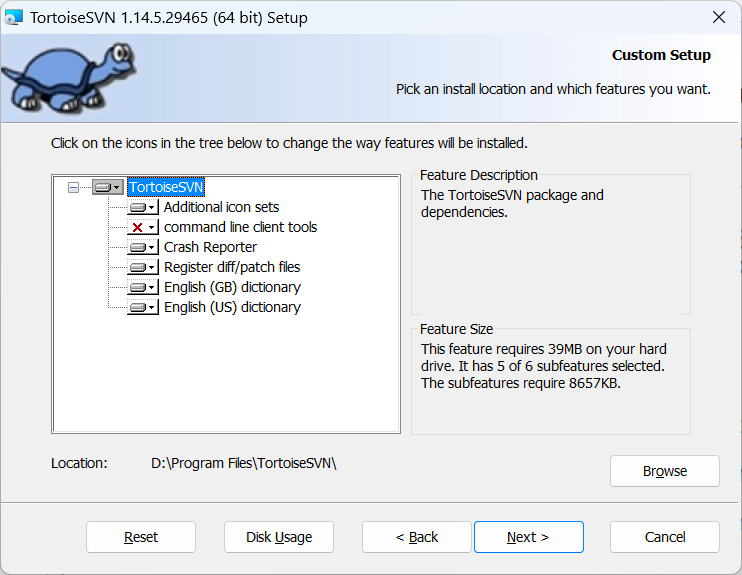 TortoiseSVN 1.14.5.29465 (64 bit) Setup
Custom Setup
Pick an install location and which features you want.
Click on the icons in the tree below to change the way features will be installed.
TortoiseSVN
Additional icon sets
command line client tools
Crash Reporter
Register diff/patch files
English (GB) dictionary
English (US) dictionary
Feature Description
The TortoiseSVN package and
dependencies.
Feature Size
This feature requires 39MB on your hard
drive. It has 5 of 6 subfeatures selected.
The subfeatures require 8657KB.
Location:
D:\Program Files\TortoiseSVN\
Browse
Reset
Disk Usage
< Back
Next >
Cancel